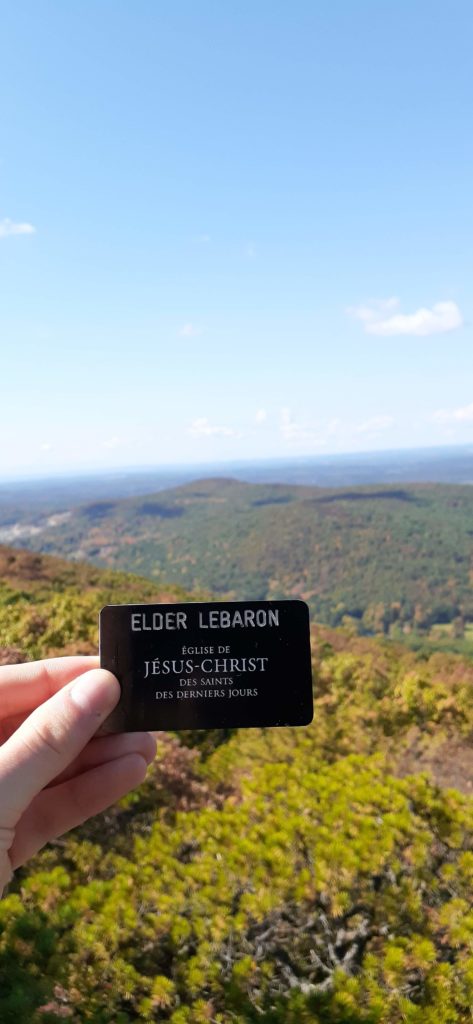 ELDER LEBARON
ÉGLISE DE
JÉSUS-CHRIST
DES SAINTS
DES DERNIERS JOURS